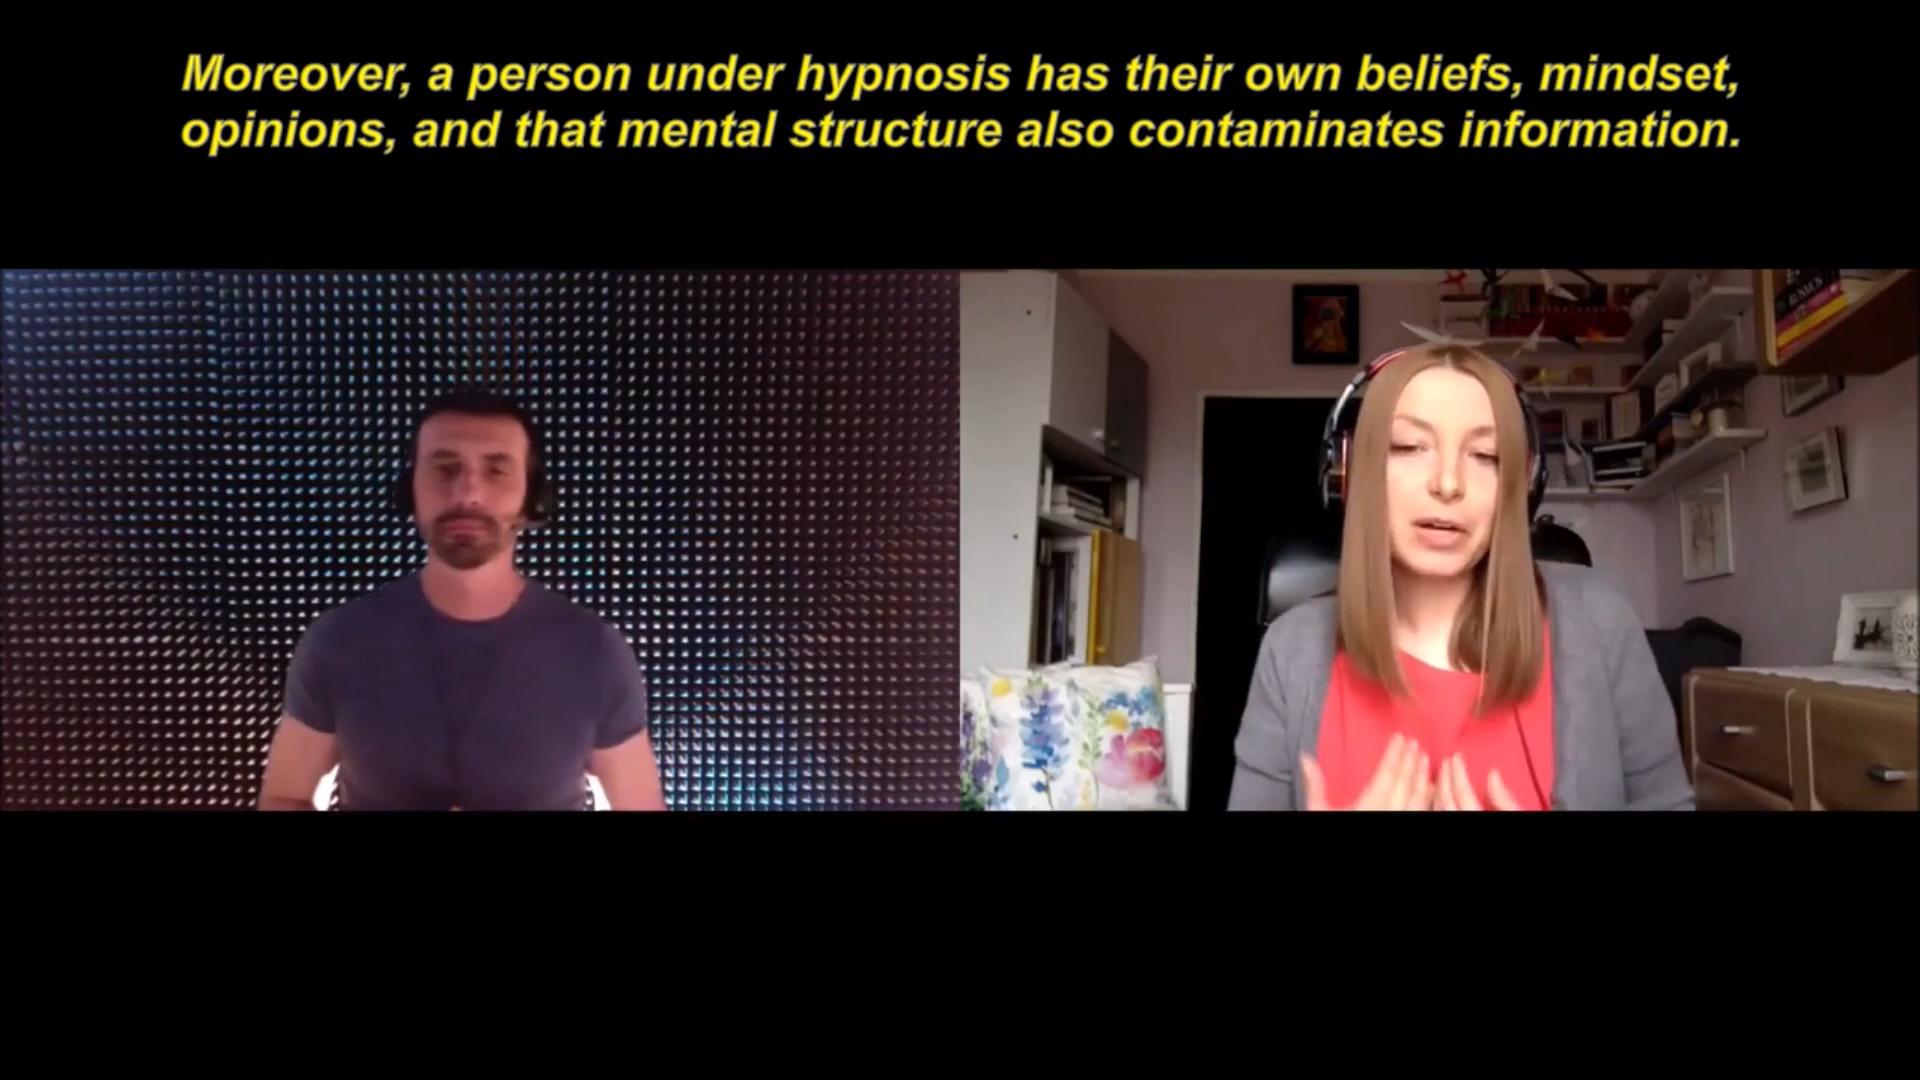 Moreover, a person under hypnosis has their own beliefs, mindset,
opinions, and that mental structure also contaminates information.